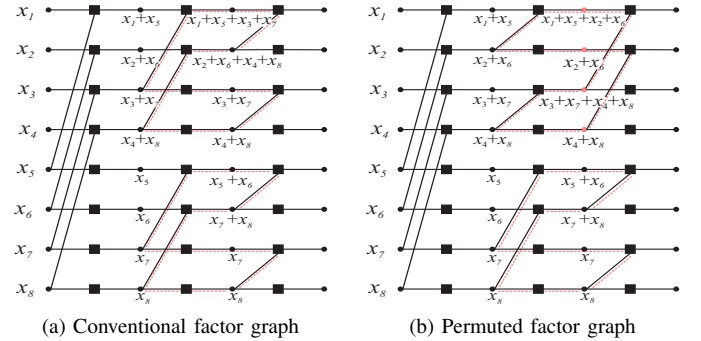 x₁ x₁+x₅ x₁+x₅+x₃+x₇
x₂ x₂+x₆ x₂+x₆+x₄+x₈
x₃ x₃+x₇ x₃+x₇
x₄ x₄+x₈ x₄+x₈
x₅ x₅ x₅+x₆
x₆ x₆ x₇+x₈
x₇ x₇ x₇
x₈ x₈ x₈
(a) Conventional factor graph
x₁ x₁+x₅ x₁+x₅+x₂+x₆
x₂ x₂+x₆ x₂+x₆
x₃ x₃+x₇ x₃+x₇+x₄+x₈
x₄ x₄+x₈ x₄+x₈
x₅ x₅ x₅+x₆
x₆ x₆ x₇+x₈
x₇ x₇ x₇
x₈ x₈ x₈
(b) Permuted factor graph